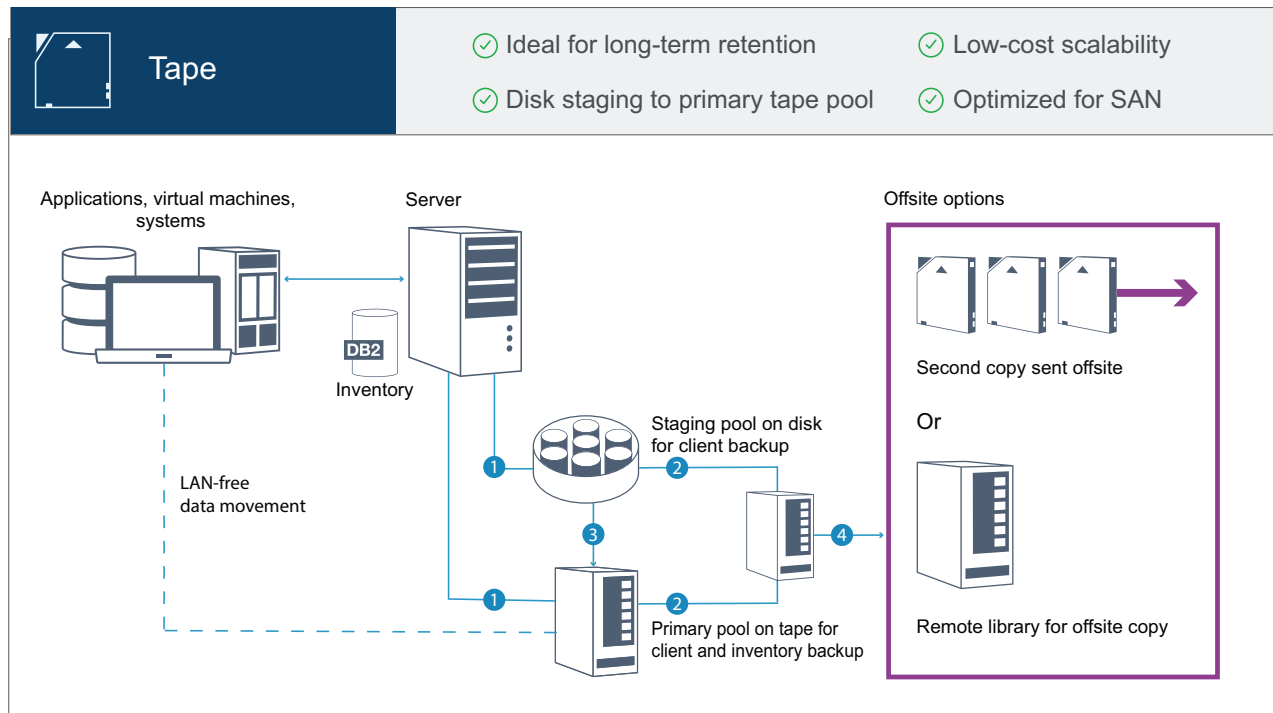 Tape
Ideal for long-term retention
Low-cost scalability
Disk staging to primary tape pool
Optimized for SAN
Applications, virtual machines,
systems
Server
Offsite options
DB2
Inventory
Second copy sent offsite
Staging pool on disk
for client backup
Or
1
2
LAN-free
data movement
3
4
1
2
Primary pool on tape for
client and inventory backup
Remote library for offsite copy